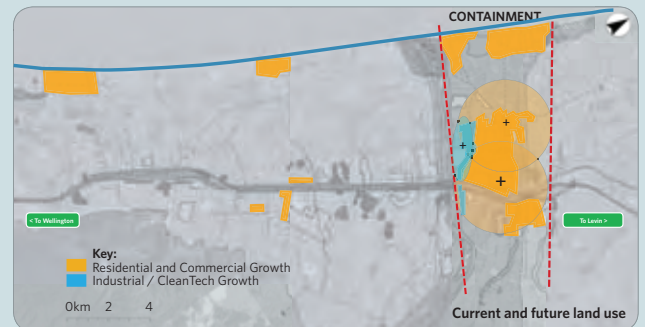 CONTAINMENT
< To Wellington
To Levin >
Key:
Residential and Commercial Growth
Industrial / CleanTech Growth
0km 2 4
Current and future land use